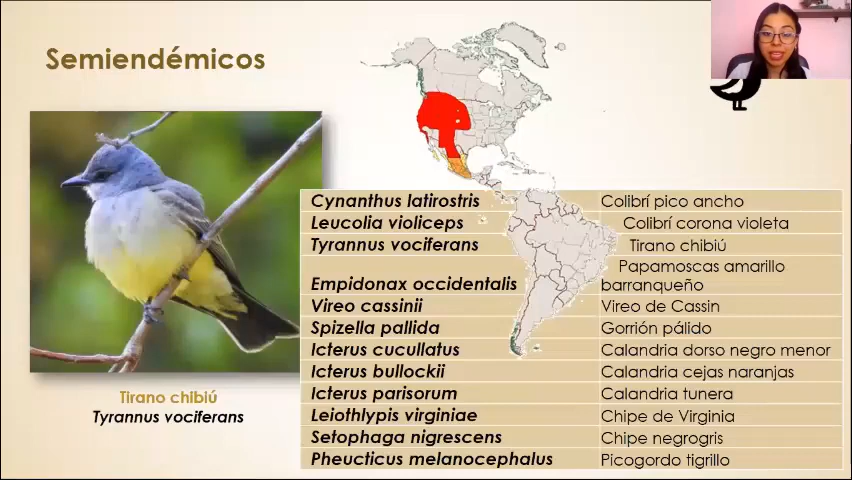 Semiendémicos
Cynanthus latirostris Colibrí pico ancho
Leucolia violiceps Colibrí corona violeta
Tyrannus vociferans Tirano chibiú
Empidonax occidentalis Papamoscas amarillo
barranqueño
Vireo cassinii Vireo de Cassin
Spizella pallida Gorrión pálido
Icterus cucullatus Calandria dorso negro menor
Icterus bullockii Calandria cejas naranjas
Icterus parisorum Calandria tunera
Leiothlypis virginiae Chipe de Virginia
Setophaga nigrescens Chipe negrogris
Pheucticus melanocephalus Picogordo tigrillo
Tirano chibiú
Tyrannus vociferans